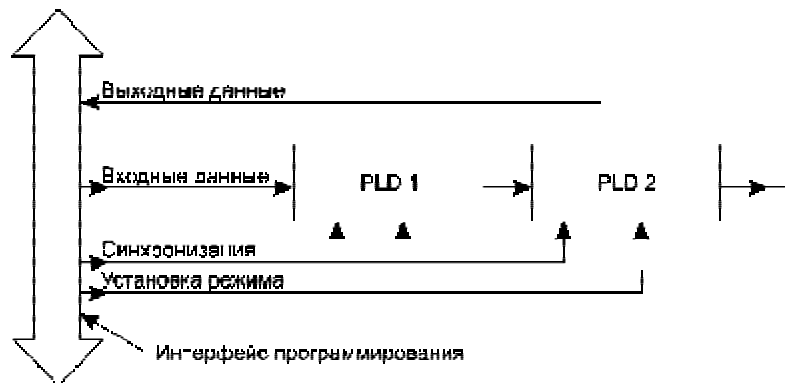 Выходные данные
Входные данные
PLD 1
PLD 2
Синхронизация
Установка режима
Интерфейс программирования